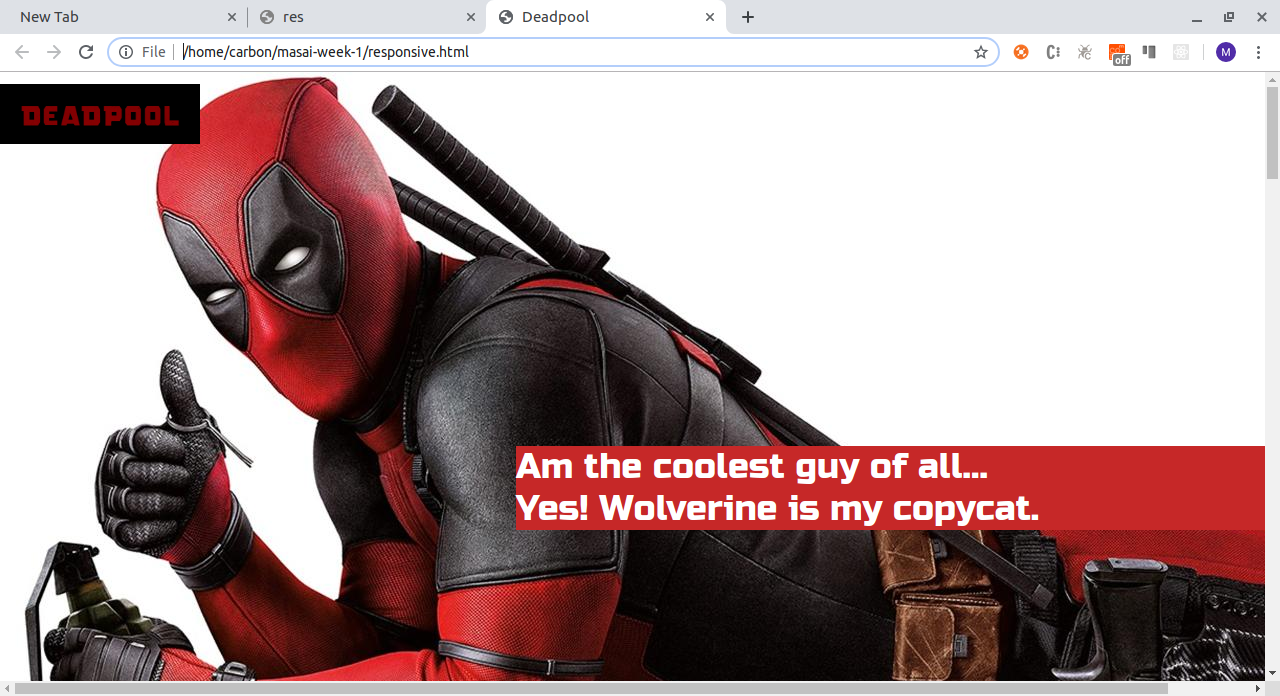 New Tab
res
Deadpool
File
/home/carbon/masai-week-1/responsive.html
off
M
DEADPOOL
Am the coolest guy of all...
Yes! Wolverine is my copycat.